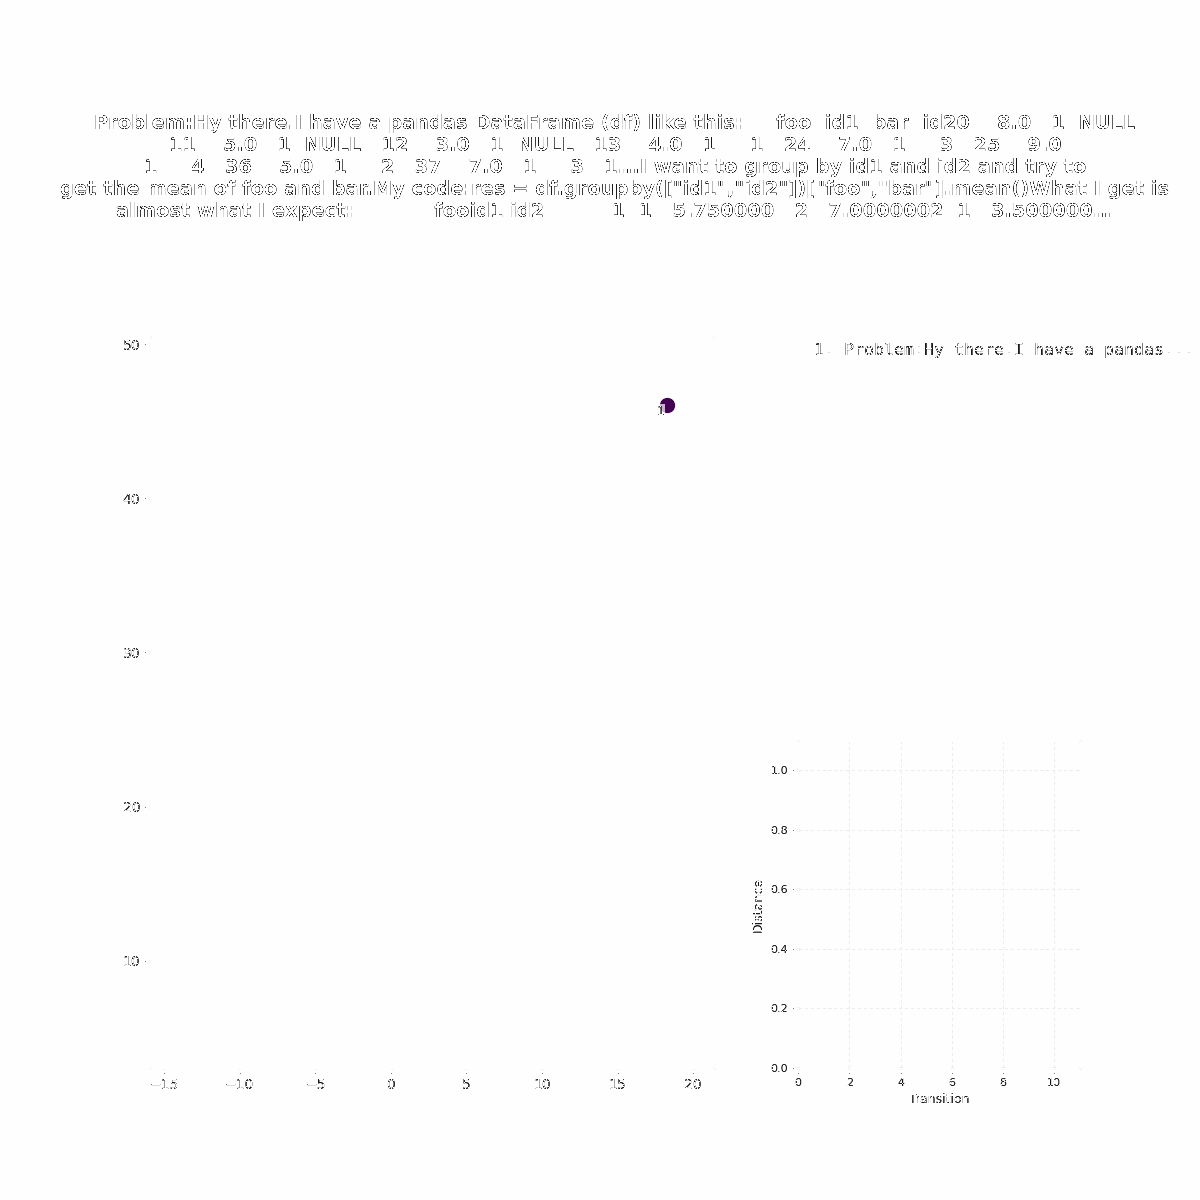 Problem:Hy there.I have a pandas DataFrame (df) like this: foo id1 bar id20 8.0 1 NULL
11 5.0 1 NULL 12 3.0 1 NULL 13 4.0 1 1 24 7.0 1 3 25 9.0
1 4 36 5.0 1 2 37 7.0 1 3 1...I want to group by id1 and id2 and try to
get the mean of foo and bar.My code:res = df.groupby(["id1","id2"])["foo","bar"].mean()What I get is
almost what I expect: fooid1 id2 1 1 5.750000 2 7.0000002 1 3.500000...
50
1. Problem:Hy there.I have a pandas...
1
40
30
20
10
−15 −10 −5 0 5 10 15 20
1.0
0.8
0.6
0.4
0.2
0.0
Distance
0 2 4 6 8 10
Transition